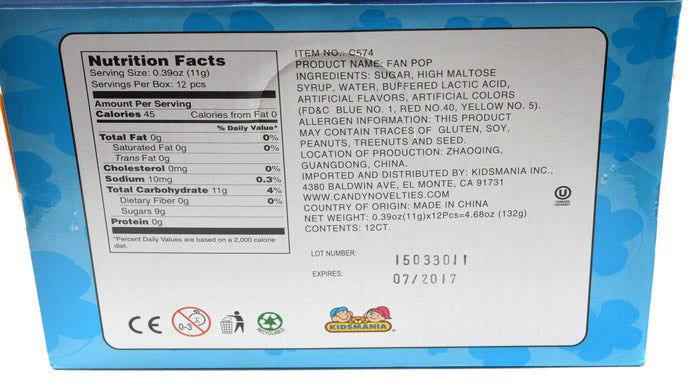 Nutrition Facts
Serving Size: 0.39oz (11g)
Servings Per Box: 12 pcs
Amount Per Serving
Calories 45 Calories from Fat 0
% Daily Value*
Total Fat 0g 0%
Saturated Fat 0g 0%
Trans Fat 0g
Cholesterol 0mg 0%
Sodium 10mg 0.3%
Total Carbohydrate 11g 4%
Dietary Fiber 0g 0%
Sugars 9g
Protein 0g
*Percent Daily Values are based on a 2,000 calorie
diet.
ITEM NO.: C574
PRODUCT NAME: FAN POP
INGREDIENTS: SUGAR, HIGH MALTOSE
SYRUP, WATER, BUFFERED LACTIC ACID,
ARTIFICIAL FLAVORS, ARTIFICIAL COLORS
(FD&C BLUE NO. 1, RED NO.40, YELLOW NO. 5).
ALLERGEN INFORMATION: THIS PRODUCT
MAY CONTAIN TRACES OF GLUTEN, SOY,
PEANUTS, TREENUTS AND SEED.
LOCATION OF PRODUCTION: ZHAOQING,
GUANGDONG, CHINA.
IMPORTED AND DISTRIBUTED BY: KIDSMANIA INC.,
4380 BALDWIN AVE, EL MONTE, CA 91731
WWW.CANDYNOVELTIES.COM
COUNTRY OF ORIGIN: MADE IN CHINA
NET WEIGHT: 0.39oz(11g)x12Pcs=4.68oz (132g)
CONTENTS: 12CT.
LOT NUMBER: 15033011
EXPIRES: 07/2017
U
CE
0-3
RECYCLABLE
KIDSMANIA